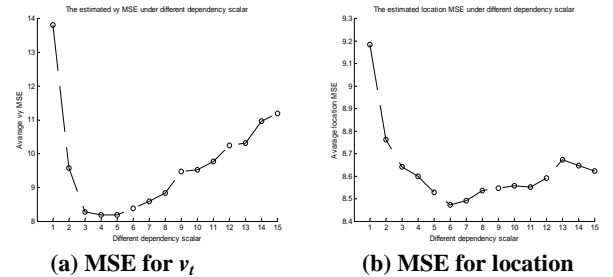 The estimated vy MSE under different dependency scalar
14
13
12
11
10
9
8
Avarage vy MSE
1 2 3 4 5 6 7 8 9 10 11 12 13 14 15
Different dependency scalar
(a) MSE for vt
The estimated location MSE under different dependency scalar
9.3
9.2
9.1
9
8.9
8.8
8.7
8.6
8.5
8.4
Avarage location MSE
1 2 3 4 5 6 7 8 9 10 11 12 13 14 15
Different dependency scalar
(b) MSE for location